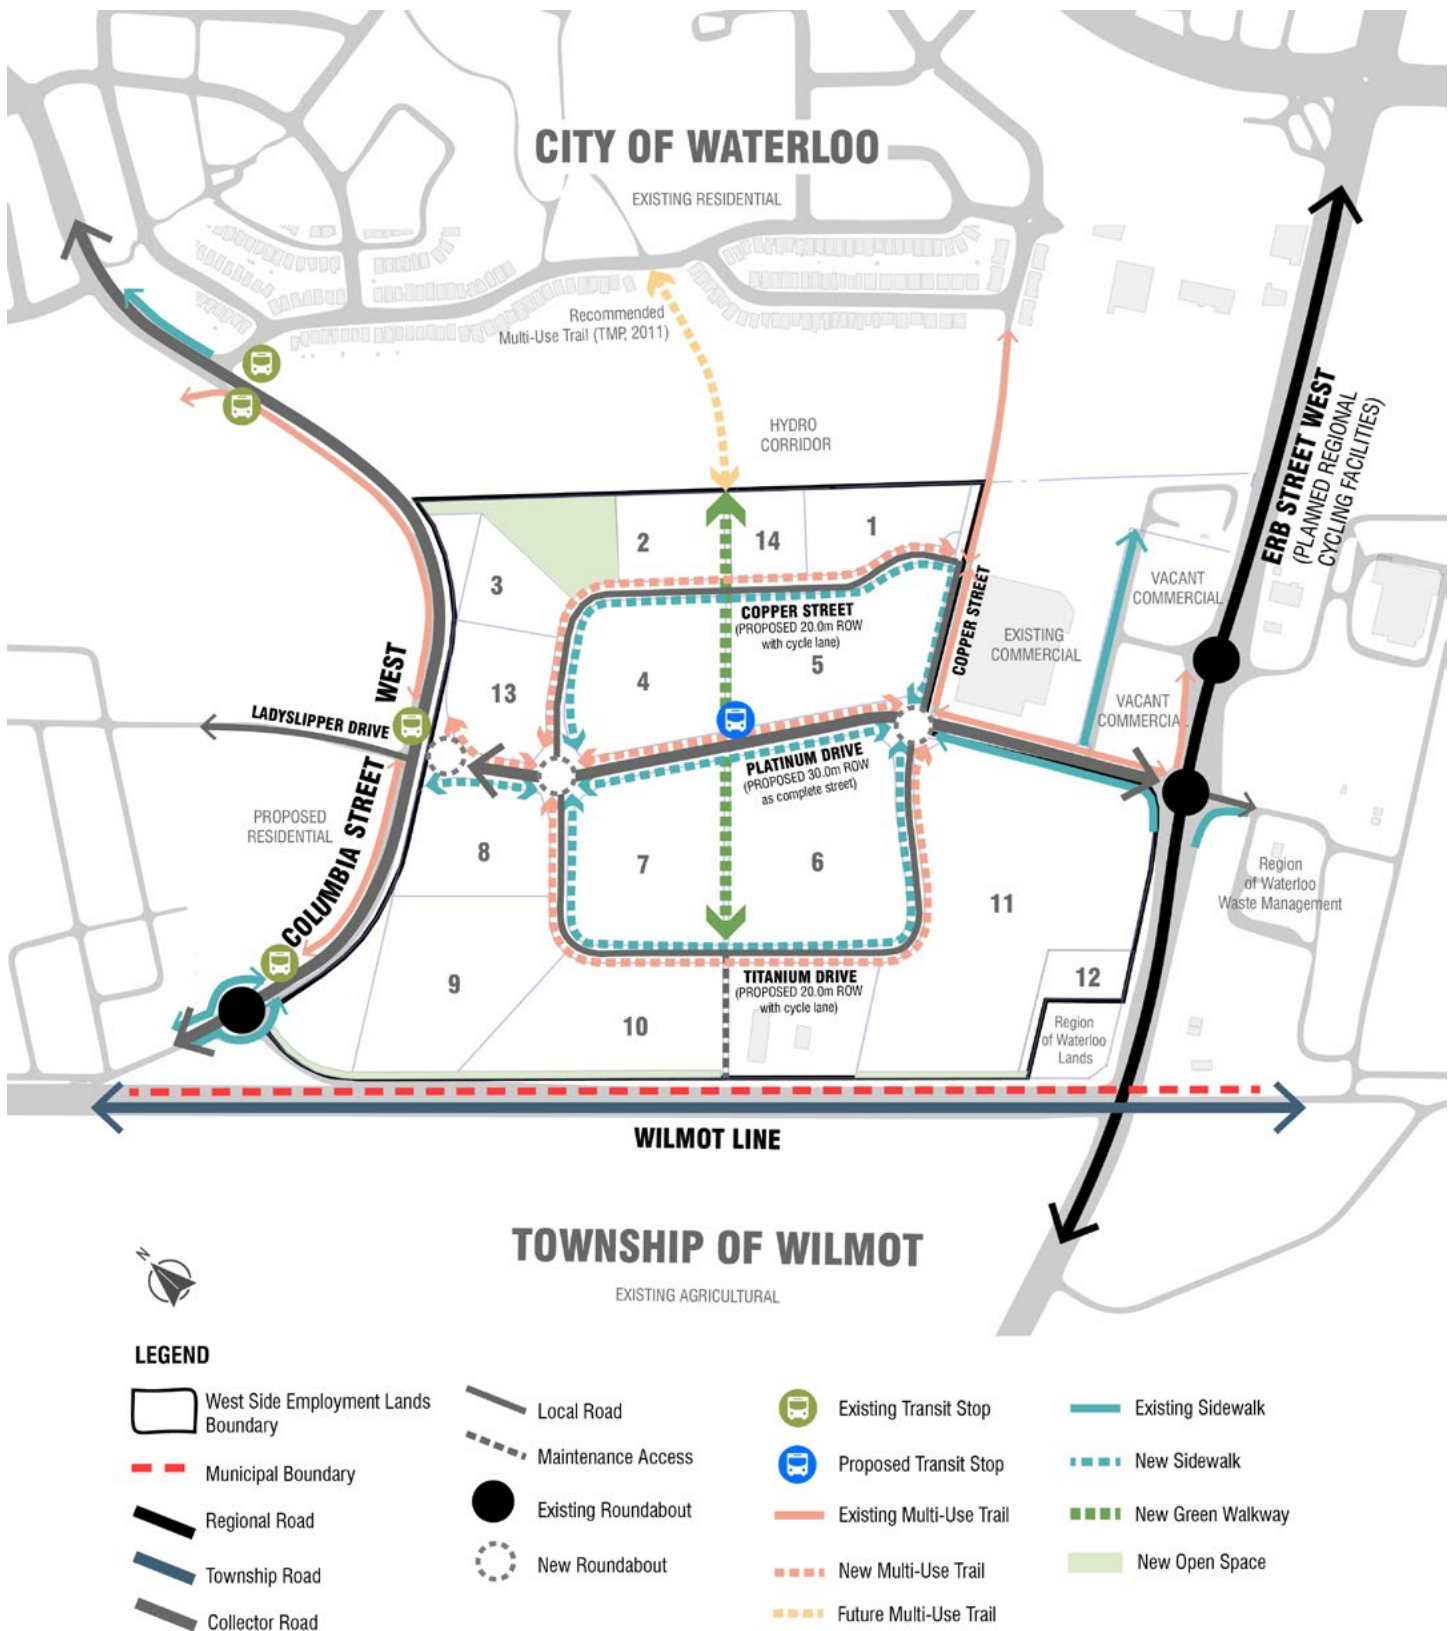 CITY OF WATERLOO
EXISTING RESIDENTIAL
Recommended
Multi-Use Trail (TMP, 2011)
HYDRO
CORRIDOR
ERB STREET WEST
(PLANNED REGIONAL
CYCLING FACILITIES)
2
14
1
3
COPPER STREET
(PROPOSED 20.0m ROW
with cycle lane)
COPPER STREET
EXISTING
COMMERCIAL
VACANT
COMMERCIAL
VACANT
COMMERCIAL
4
5
13
WEST
LADYSLIPPER DRIVE
COLUMBIA STREET
PROPOSED
RESIDENTIAL
PLATINUM DRIVE
(PROPOSED 30.0m ROW
as complete street)
8
7
6
11
Region
of Waterloo
Waste Management
9
10
TITANIUM DRIVE
(PROPOSED 20.0m ROW
with cycle lane)
12
Region
of Waterloo
Lands
WILMOT LINE
TOWNSHIP OF WILMOT
EXISTING AGRICULTURAL
N
LEGEND
West Side Employment Lands
Boundary
Municipal Boundary
Regional Road
Township Road
Collector Road
Local Road
Maintenance Access
Existing Roundabout
New Roundabout
Existing Transit Stop
Proposed Transit Stop
Existing Multi-Use Trail
New Multi-Use Trail
Future Multi-Use Trail
Existing Sidewalk
New Sidewalk
New Green Walkway
New Open Space